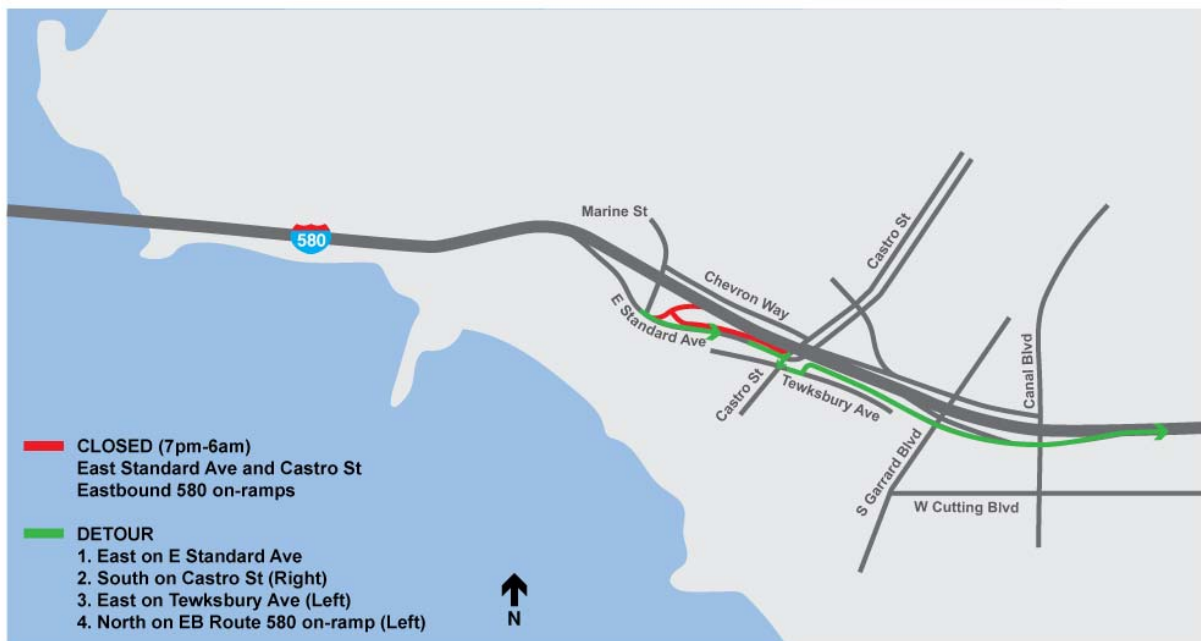 Marine St
580
Chevron Way
Castro St
E Standard Ave
Castro St
Tewksbury Ave
Canal Blvd
S Garrard Blvd
W Cutting Blvd
CLOSED (7pm-6am)
East Standard Ave and Castro St
Eastbound 580 on-ramps
DETOUR
1. East on E Standard Ave
2. South on Castro St (Right)
3. East on Tewksbury Ave (Left)
4. North on EB Route 580 on-ramp (Left)
N